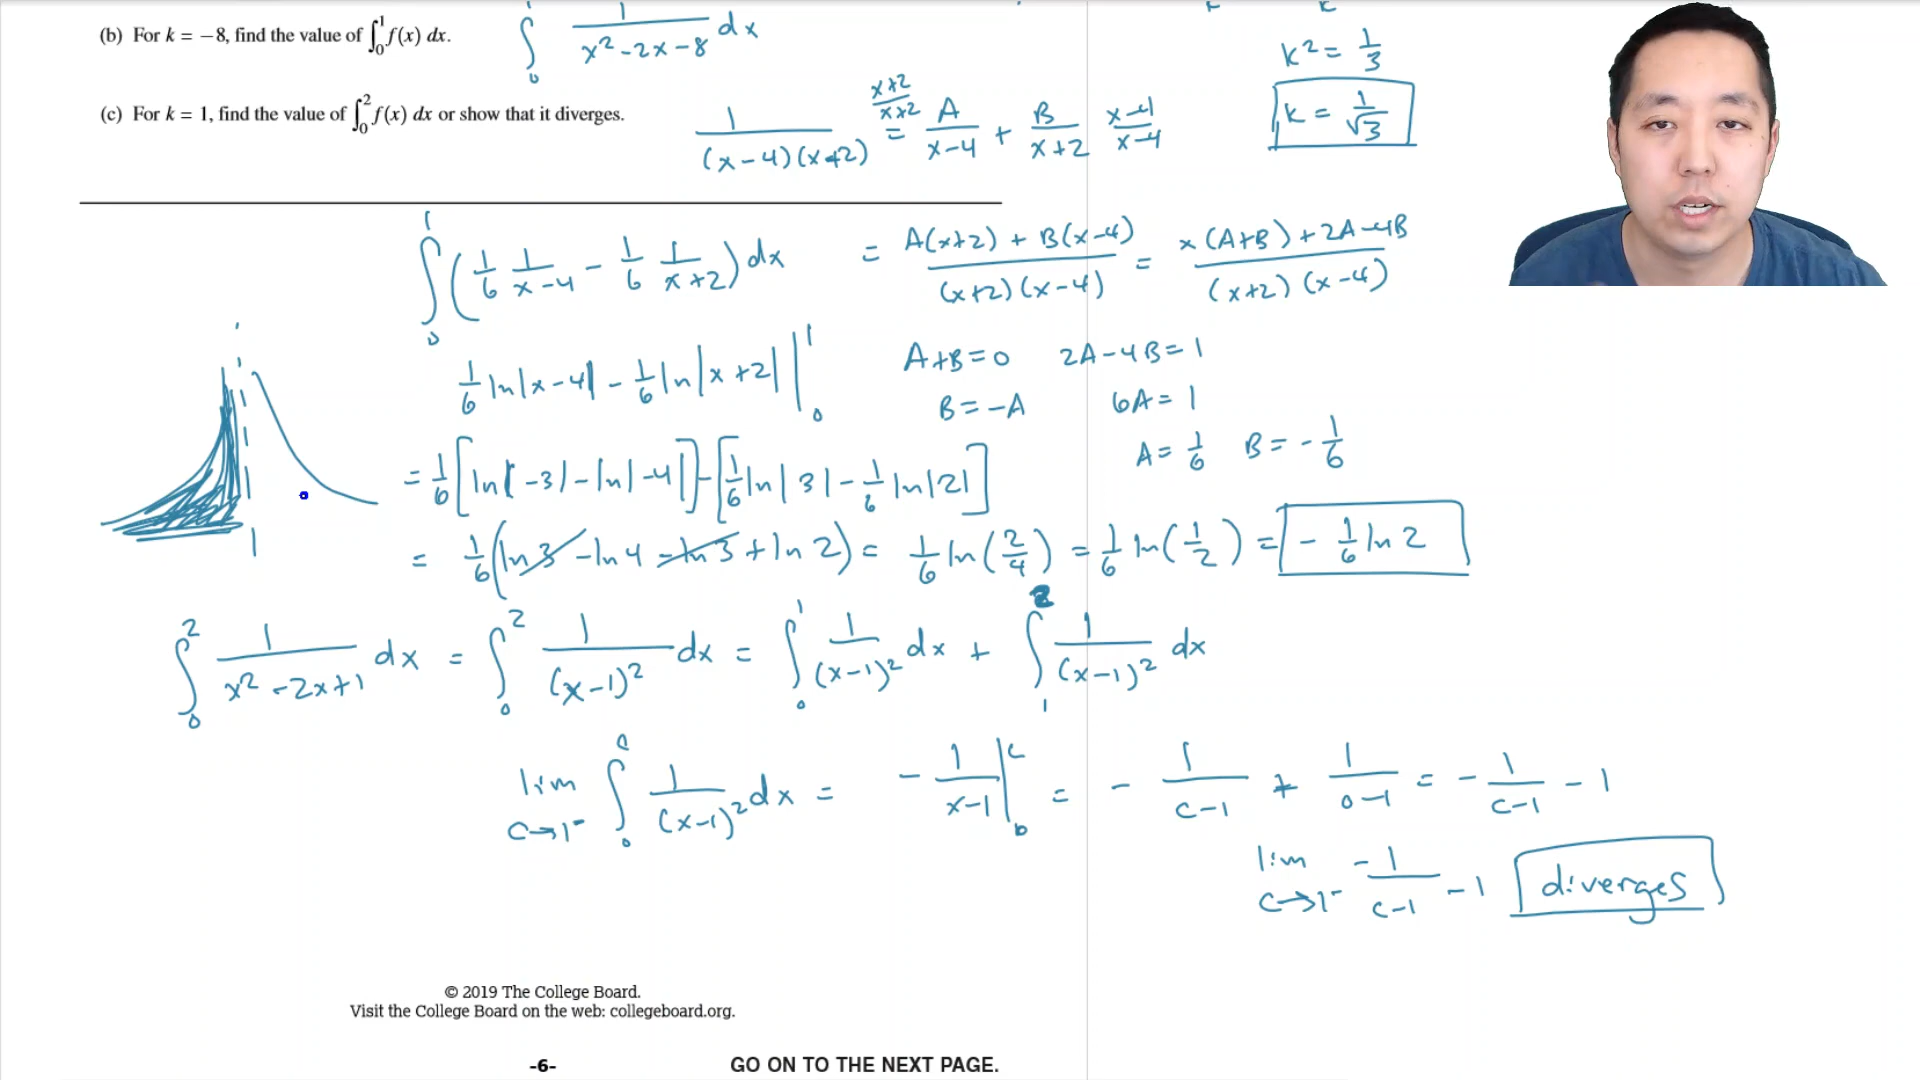 (b) For k = −8, find the value of ∫₀¹ f(x) dx.
∫₀¹ 1/(x²-2x-8) dx
k² = 1/3
k = 1/√3
(c) For k = 1, find the value of ∫₀² f(x) dx or show that it diverges.
1/((x-4)(x+2)) = (x+2)/(x+2) A/(x-4) + B/(x+2) (x-4)/(x-4)
∫₀¹ (1/6 1/(x-4) - 1/6 1/(x+2)) dx
= (A(x+2) + B(x-4))/((x+2)(x-4)) = (x(A+B)+2A-4B)/((x+2)(x-4))
1/6 ln|x-4| - 1/6 ln|x+2| |₀¹
A+B=0 2A-4B=1
B=-A 6A=1
A=1/6 B=-1/6
= 1/6[ln|-3|-ln|-4|]-[1/6 ln|3|-1/6 ln|2|]
= 1/6(ln3-ln4-ln3+ln2) = 1/6 ln(2/4) = 1/6 ln(1/2) = -1/6 ln2
1
∫₀² 1/(x²-2x+1) dx = ∫₀² 1/(x-1)² dx = ∫₀¹ 1/(x-1)² dx + ∫₁² 1/(x-1)² dx
lim c→1⁻ ∫₀ᶜ 1/(x-1)² dx = -1/(x-1) |₀ᶜ = -1/(c-1) + 1/(0-1) = -1/(c-1) - 1
lim c→1⁻ -1/(c-1) - 1 diverges
© 2019 The College Board.
Visit the College Board on the web: collegeboard.org.
-6-
GO ON TO THE NEXT PAGE.